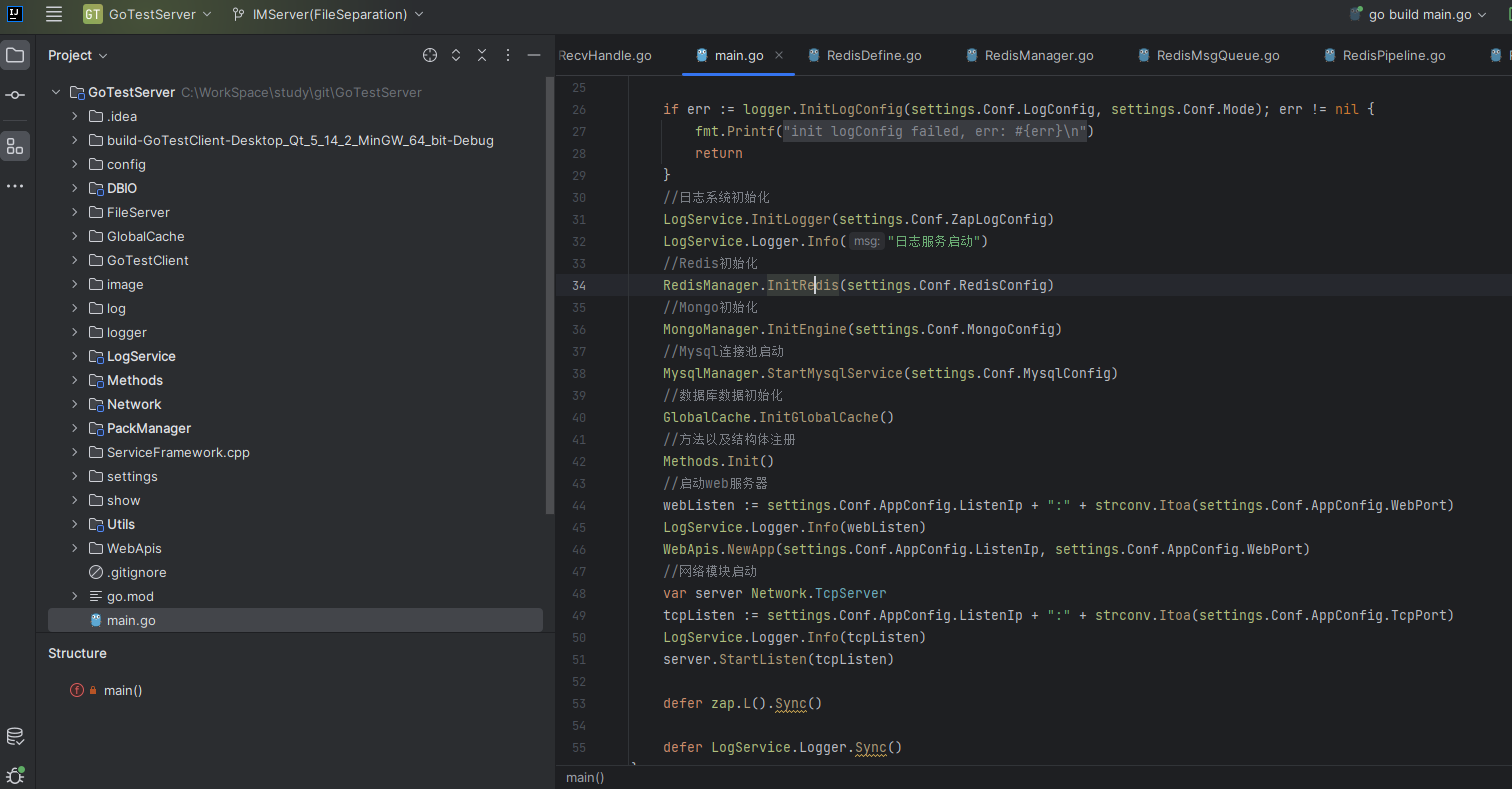 IJ
GT GoTestServer IMServer(FileSeparation) go build main.go
Project
GoTestServer C:\WorkSpace\study\git\GoTestServer
.idea
build-GoTestClient-Desktop_Qt_5_14_2_MinGW_64_bit-Debug
config
DBIO
FileServer
GlobalCache
GoTestClient
image
log
logger
LogService
Methods
Network
PackManager
ServiceFramework.cpp
settings
show
Utils
WebApis
.gitignore
go.mod
main.go
Structure
f main()
RecvHandle.go main.go RedisDefine.go RedisManager.go RedisMsgQueue.go RedisPipeline.go
25
26 if err := logger.InitLogConfig(settings.Conf.LogConfig, settings.Conf.Mode); err != nil {
27 fmt.Printf("init logConfig failed, err: #{err}\n")
28 return
29 }
30 //日志系统初始化
31 LogService.InitLogger(settings.Conf.ZapLogConfig)
32 LogService.Logger.Info( msg: "日志服务启动")
33 //Redis初始化
34 RedisManager.InitRedis(settings.Conf.RedisConfig)
35 //Mongo初始化
36 MongoManager.InitEngine(settings.Conf.MongoConfig)
37 //Mysql连接池启动
38 MysqlManager.StartMysqlService(settings.Conf.MysqlConfig)
39 //数据库数据初始化
40 GlobalCache.InitGlobalCache()
41 //方法以及结构体注册
42 Methods.Init()
43 //启动web服务器
44 webListen := settings.Conf.AppConfig.ListenIp + ":" + strconv.Itoa(settings.Conf.AppConfig.WebPort)
45 LogService.Logger.Info(webListen)
46 WebApis.NewApp(settings.Conf.AppConfig.ListenIp, settings.Conf.AppConfig.WebPort)
47 //网络模块启动
48 var server Network.TcpServer
49 tcpListen := settings.Conf.AppConfig.ListenIp + ":" + strconv.Itoa(settings.Conf.AppConfig.TcpPort)
50 LogService.Logger.Info(tcpListen)
51 server.StartListen(tcpListen)
52
53 defer zap.L().Sync()
54
55 defer LogService.Logger.Sync()
main()